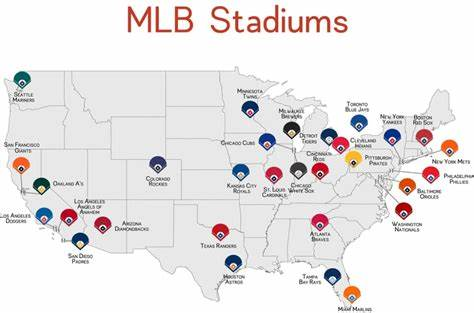 MLB Stadiums
Seattle
Mariners
Minnesota
Twins
Milwaukee
Brewers
Toronto
Blue Jays
New York
Yankees
Boston
Red Sox
Detroit
Tigers
Cleveland
Indians
Chicago Cubs
San Francisco
Giants
Oakland A's
Colorado
Rockies
Kansas City
Royals
St. Louis
Cardinals
Cincinnati
Reds
Chicago
White Sox
Pittsburgh
Pirates
New York Mets
Philadelphia
Phillies
Baltimore
Orioles
Washington
Nationals
Los Angeles
Dodgers
Los Angeles
Angels of
Anaheim
Arizona
Diamondbacks
San Diego
Padres
Texas Rangers
Houston
Astros
Atlanta
Braves
Tampa Bay
Rays
Miami Marlins